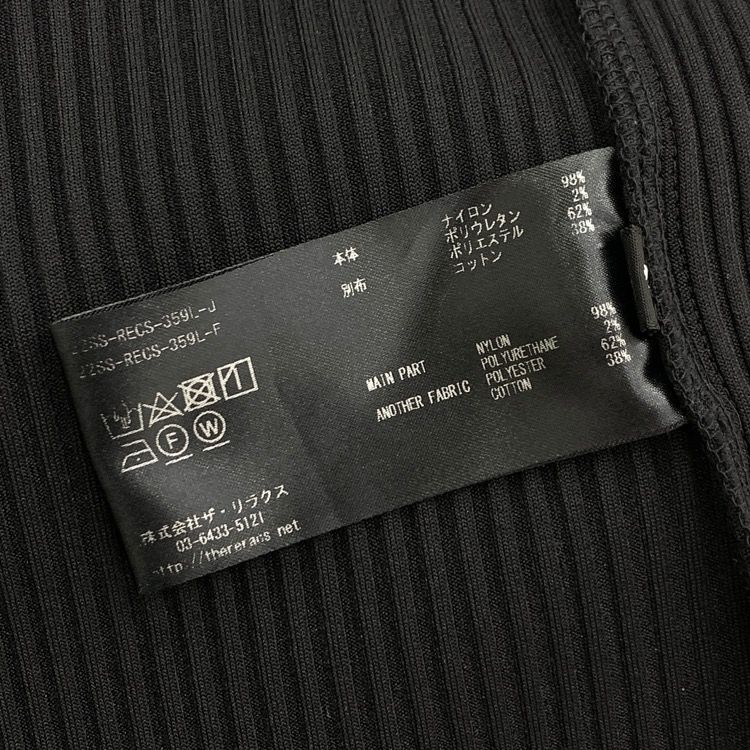 本体 ナイロン 98%
ポリウレタン 2%
別布 ポリエステル 62%
コットン 38%
22SS-RECS-359L-J
22SS-RECS-359L-F
MAIN PART NYLON 98%
POLYURETHANE 2%
ANOTHER FABRIC POLYESTER 62%
COTTON 38%
F W
株式会社ザ・リラクス
03-6433-5121
http://thereracs.net